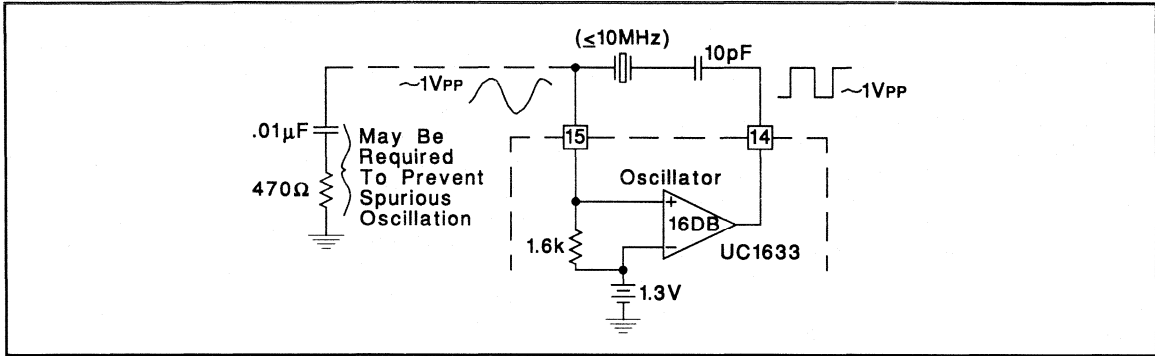 (≤10MHz)
10pF
~1VPP
~1VPP
.01µF
May Be
Required
To Prevent
Spurious
Oscillation
470Ω
15
14
Oscillator
+
16DB
−
1.6k
UC1633
1.3V